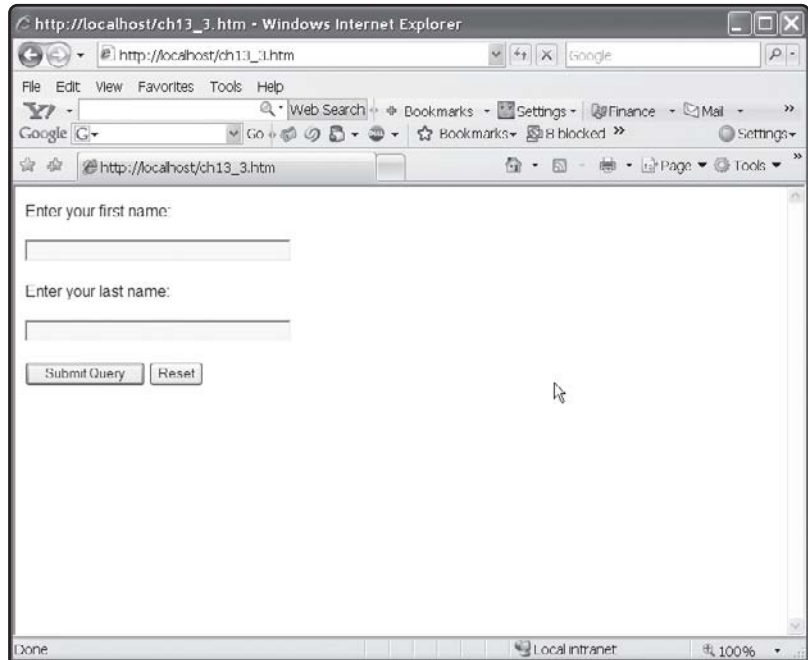 http://localhost/ch13_3.htm - Windows Internet Explorer
http://localhost/ch13_3.htm
Google
File Edit View Favorites Tools Help
Y7 - Web Search Bookmarks Settings Finance Mail »
Google G Go Bookmarks 8 blocked » Settings
http://localhost/ch13_3.htm Page Tools »
Enter your first name:
Enter your last name:
Submit Query Reset
Done Local intranet 100%